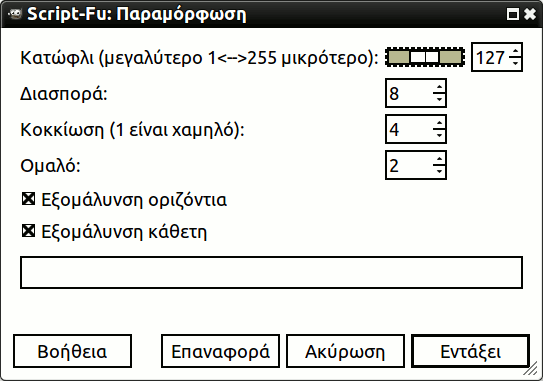 Script-Fu: Παραμόρφωση
Κατώφλι (μεγαλύτερο 1<-->255 μικρότερο): 127
Διασπορά: 8
Κοκκίωση (1 είναι χαμηλό): 4
Ομαλό: 2
Εξομάλυνση οριζόντια
Εξομάλυνση κάθετη
Βοήθεια Επαναφορά Ακύρωση Εντάξει